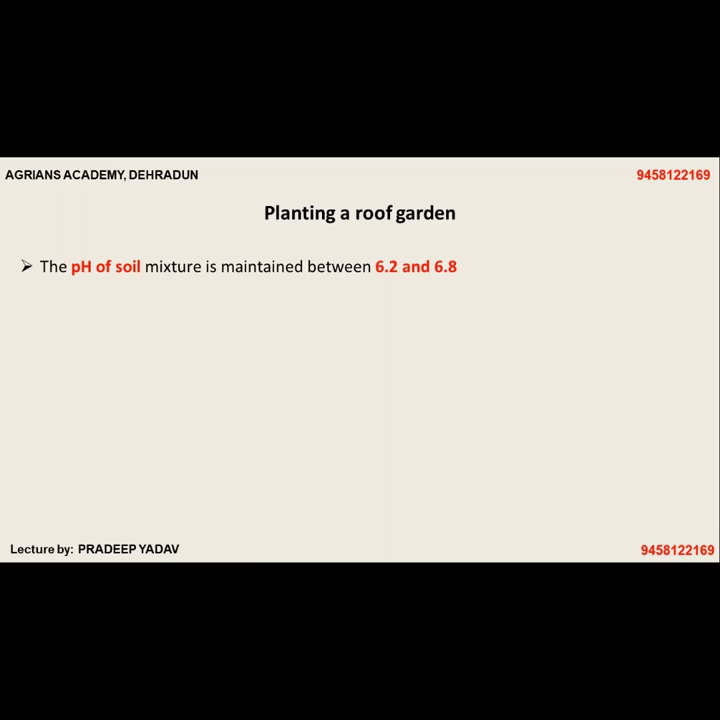 AGRIANS ACADEMY, DEHRADUN 9458122169
Planting a roof garden
➢ The pH of soil mixture is maintained between 6.2 and 6.8
Lecture by: PRADEEP YADAV 9458122169